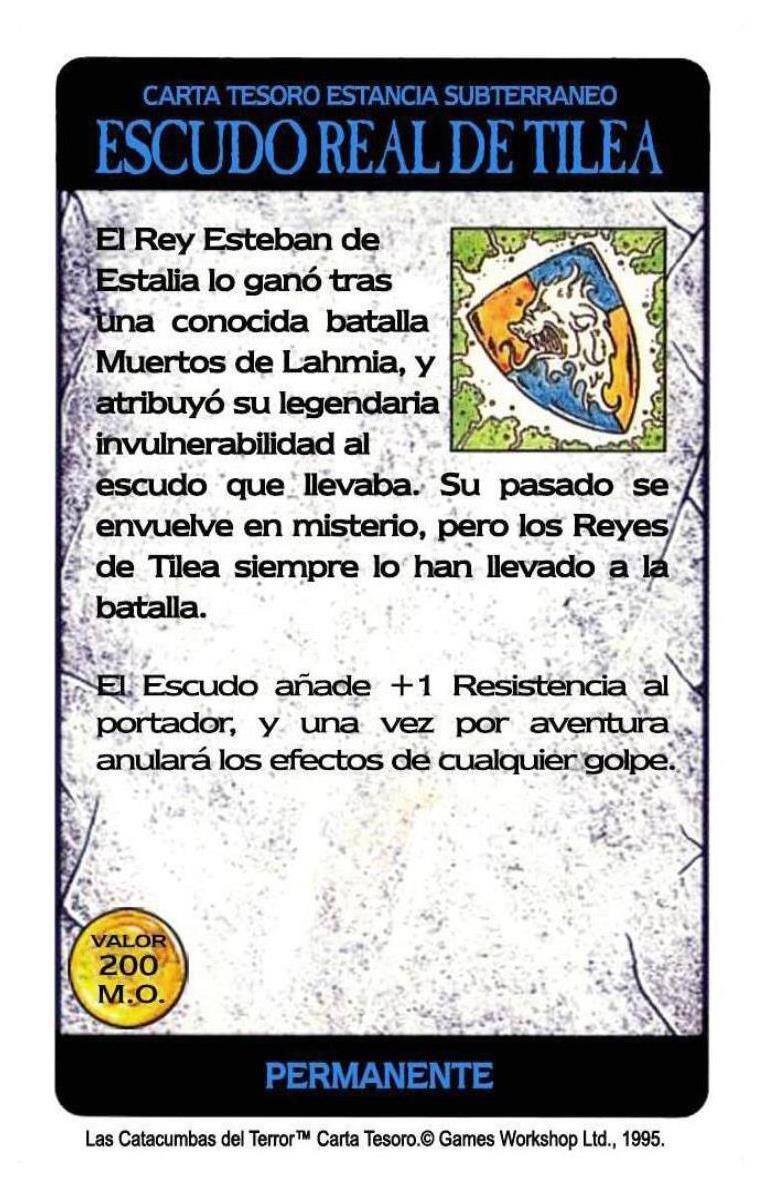 CARTA TESORO ESTANCIA SUBTERRANEO
ESCUDO REAL DE TILEA
El Rey Esteban de
Estalia lo ganó tras
una conocida batalla
Muertos de Lahmia, y
atribuyó su legendaria
invulnerabilidad al
escudo que llevaba. Su pasado se
envuelve en misterio, pero los Reyes
de Tilea siempre lo han llevado a la
batalla.
El Escudo añade +1 Resistencia al
portador, y una vez por aventura
anulará los efectos de cualquier golpe.
VALOR
200
M.O.
PERMANENTE
Las Catacumbas del Terror™ Carta Tesoro.© Games Workshop Ltd., 1995.